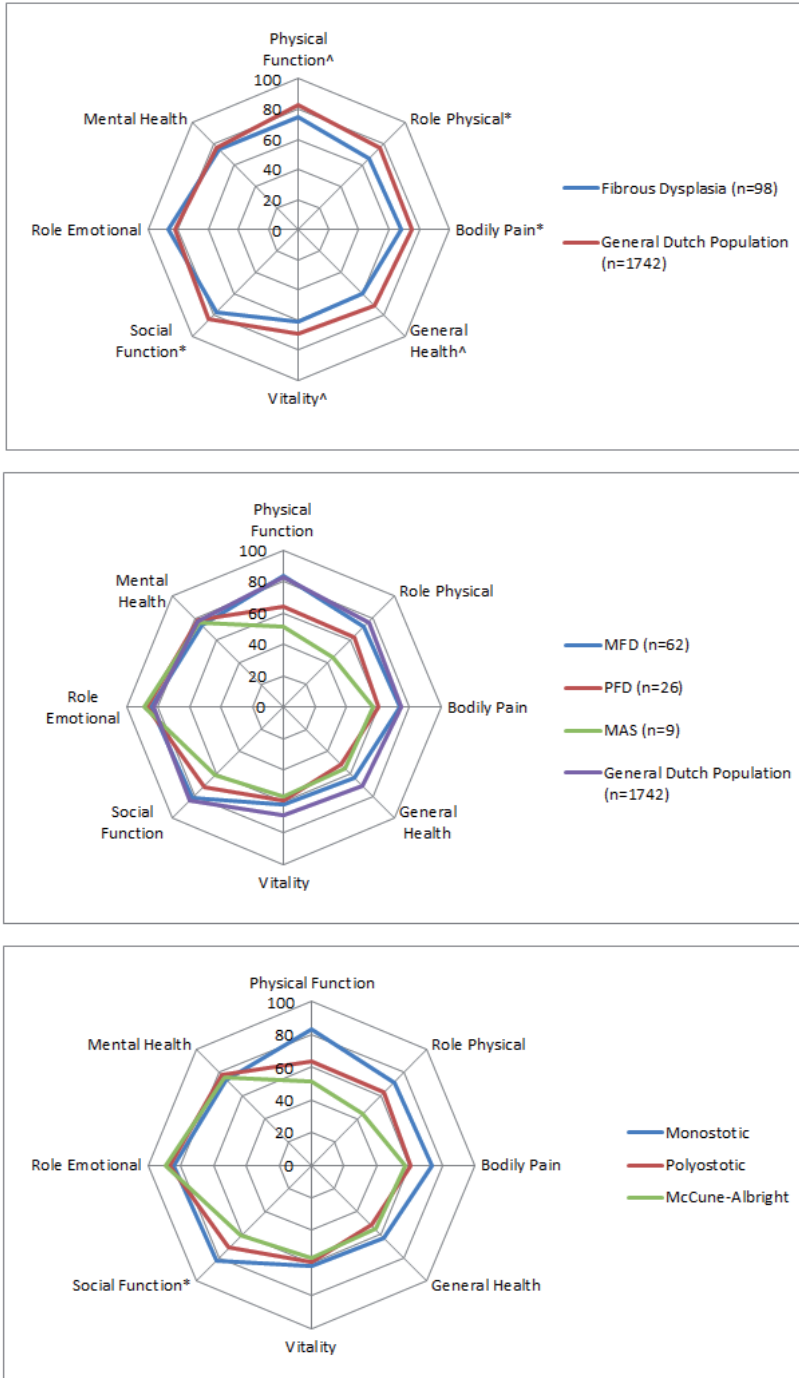 Physical
Function^
100
80
60
40
20
0
Mental Health
Role Physical*
Role Emotional
Bodily Pain*
Social
Function*
General
Health^
Vitality^
Fibrous Dysplasia (n=98)
General Dutch Population
(n=1742)
Physical
Function
100
80
60
40
20
0
Mental
Health
Role Physical
Role
Emotional
Bodily Pain
Social
Function
General
Health
Vitality
MFD (n=62)
PFD (n=26)
MAS (n=9)
General Dutch Population
(n=1742)
Physical Function
100
80
60
40
20
0
Mental Health
Role Physical
Role Emotional
Bodily Pain
Social Function*
General Health
Vitality
Monostotic
Polyostotic
McCune-Albright